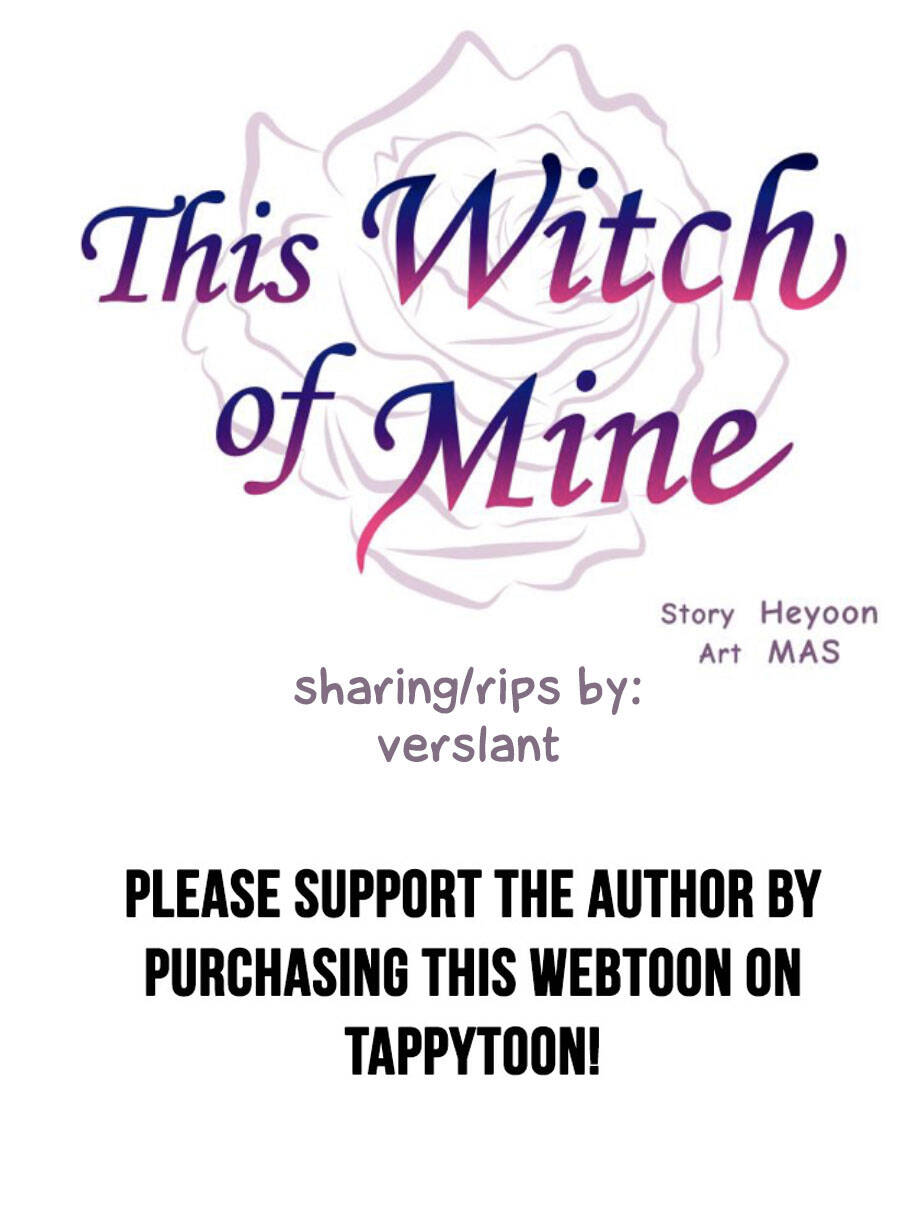 This Witch
of Mine
Story Heyoon
Art MAS
sharing/rips by:
verslant
PLEASE SUPPORT THE AUTHOR BY
PURCHASING THIS WEBTOON ON
TAPPYTOON!